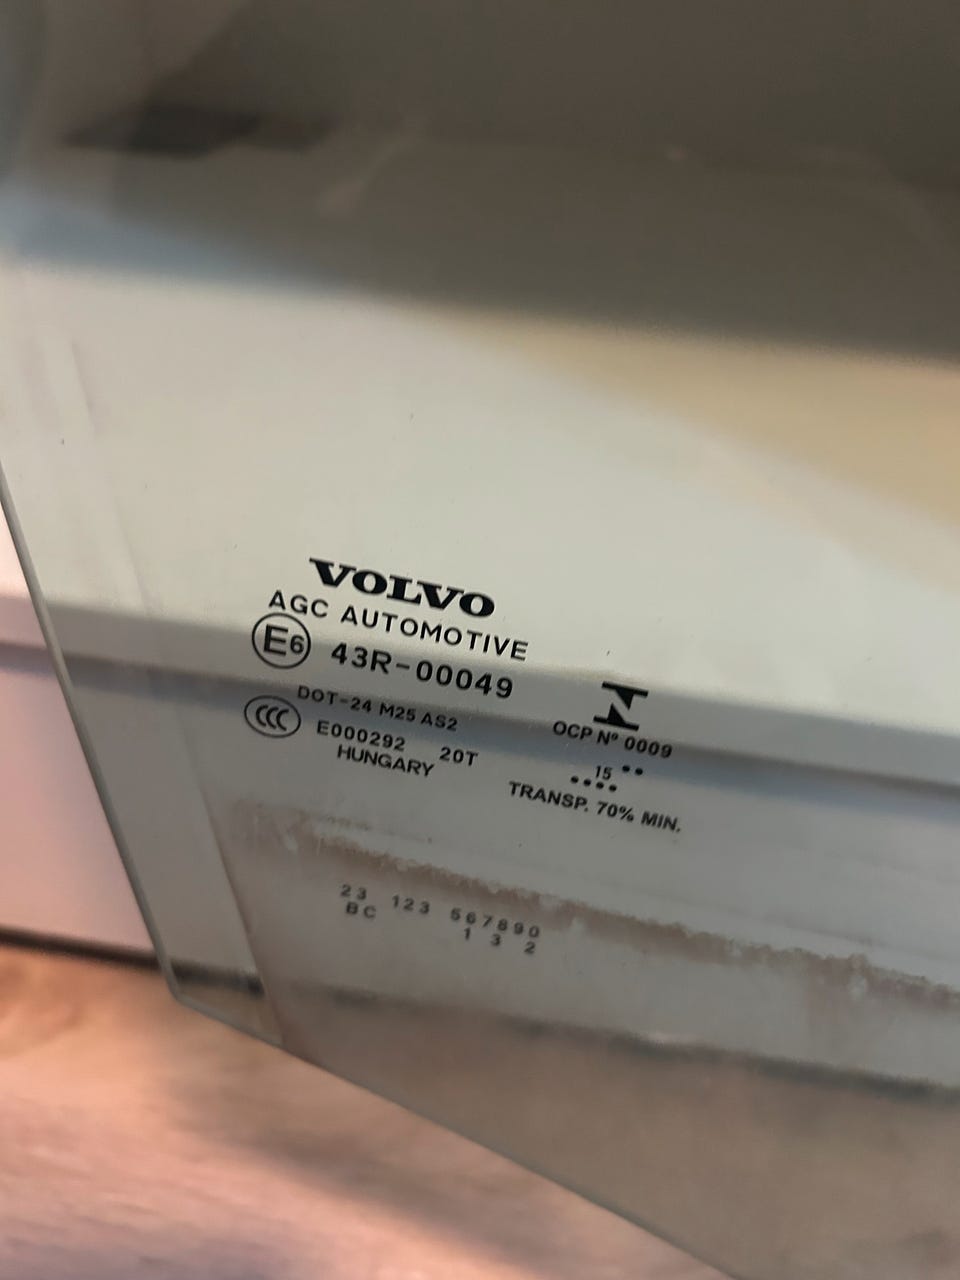 VOLVO
AGC AUTOMOTIVE
E6 43R-00049
DOT-24 M25 AS2
CCC E000292 20T
HUNGARY
OCP Nº 0009
15 ••
••••
TRANSP. 70% MIN.
23 123 567890
BC 1 3 2